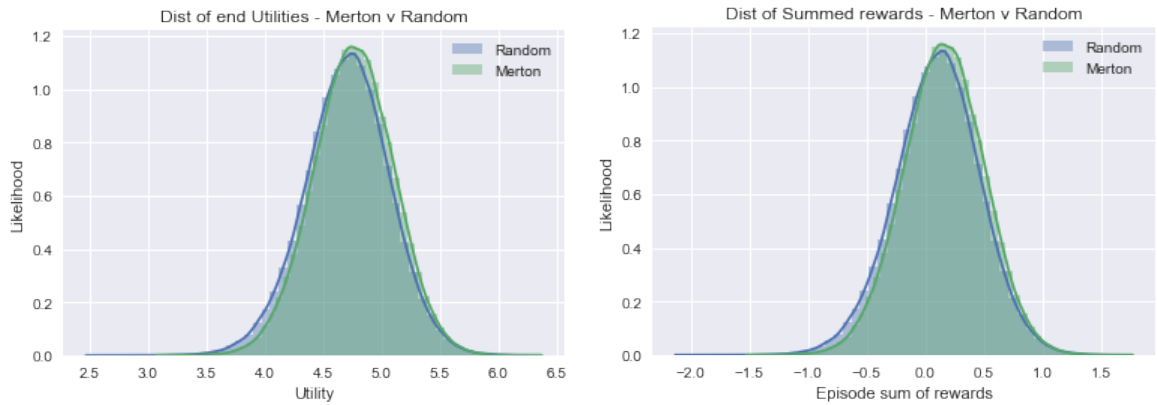 Dist of end Utilities - Merton v Random
1.2
1.0
0.8
0.6
0.4
0.2
0.0
Likelihood
Random
Merton
2.5 3.0 3.5 4.0 4.5 5.0 5.5 6.0 6.5
Utility
Dist of Summed rewards - Merton v Random
1.2
1.0
0.8
0.6
0.4
0.2
0.0
Likelihood
Random
Merton
−2.0 −1.5 −1.0 −0.5 0.0 0.5 1.0 1.5
Episode sum of rewards